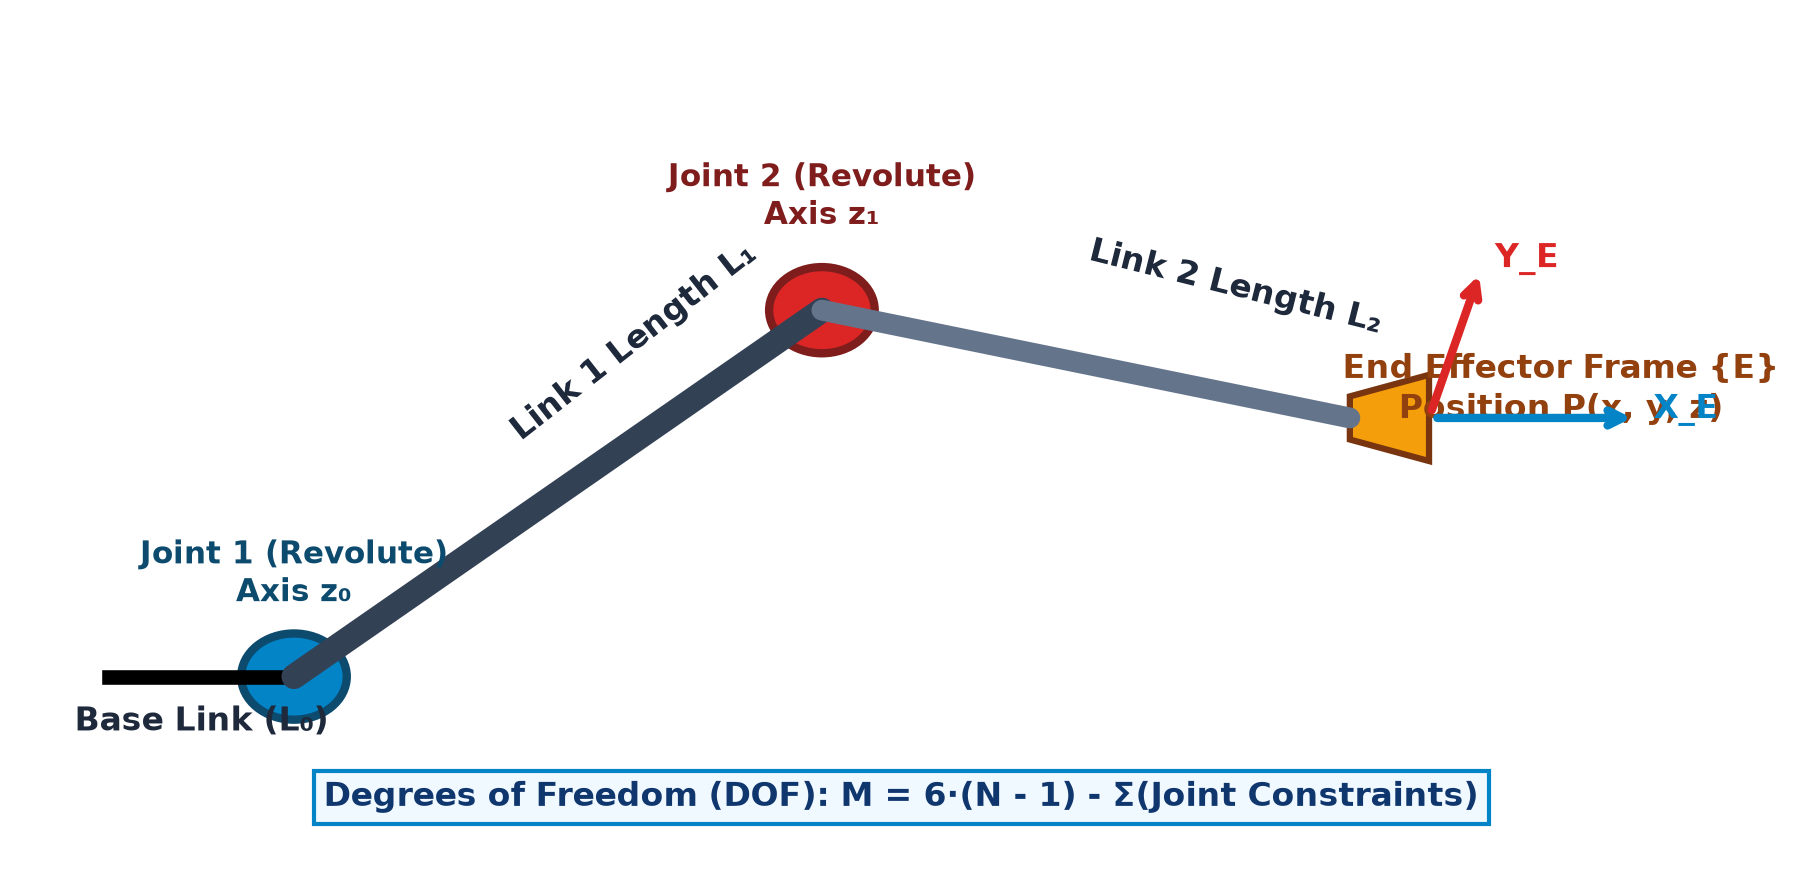 Joint 2 (Revolute)
Axis z₁
Link 1 Length L₁
Link 2 Length L₂
Y_E
End Effector Frame {E}
Position P(x, y, z)
X_E
Joint 1 (Revolute)
Axis z₀
Base Link (L₀)
Degrees of Freedom (DOF): M = 6·(N - 1) - Σ(Joint Constraints)